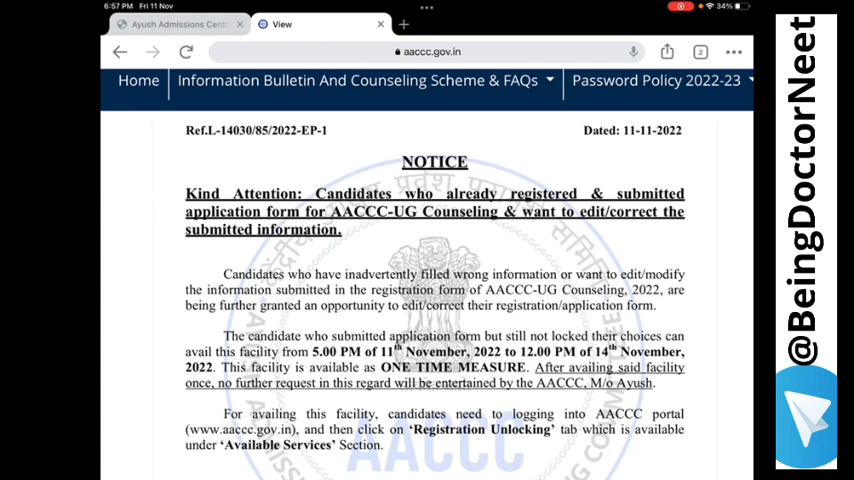 6:57 PM Fri 11 Nov
34%
Ayush Admissions Centr
View
aaccc.gov.in
2
Home
Information Bulletin And Counseling Scheme & FAQs
Password Policy 2022-23
Ref.L-14030/85/2022-EP-1
Dated: 11-11-2022
NOTICE
Kind Attention: Candidates who already registered & submitted
application form for AACCC-UG Counseling & want to edit/correct the
submitted information.
Candidates who have inadvertently filled wrong information or want to edit/modify
the information submitted in the registration form of AACCC-UG Counseling, 2022, are
being further granted an opportunity to edit/correct their registration/application form.
The candidate who submitted application form but still not locked their choices can
avail this facility from 5.00 PM of 11th November, 2022 to 12.00 PM of 14th November,
2022. This facility is available as ONE TIME MEASURE. After availing said facility
once, no further request in this regard will be entertained by the AACCC, M/o Ayush.
For availing this facility, candidates need to logging into AACCC portal
(www.aaccc.gov.in), and then click on ‘Registration Unlocking’ tab which is available
under ‘Available Services’ Section.
AACCC
@BeingDoctorNeet